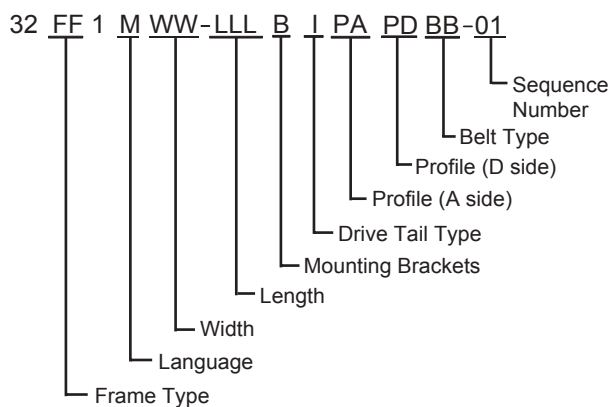 32 FF 1 M WW-LLL B I PA PD BB-01
Sequence
Number
Belt Type
Profile (D side)
Profile (A side)
Drive Tail Type
Mounting Brackets
Length
Width
Language
Frame Type